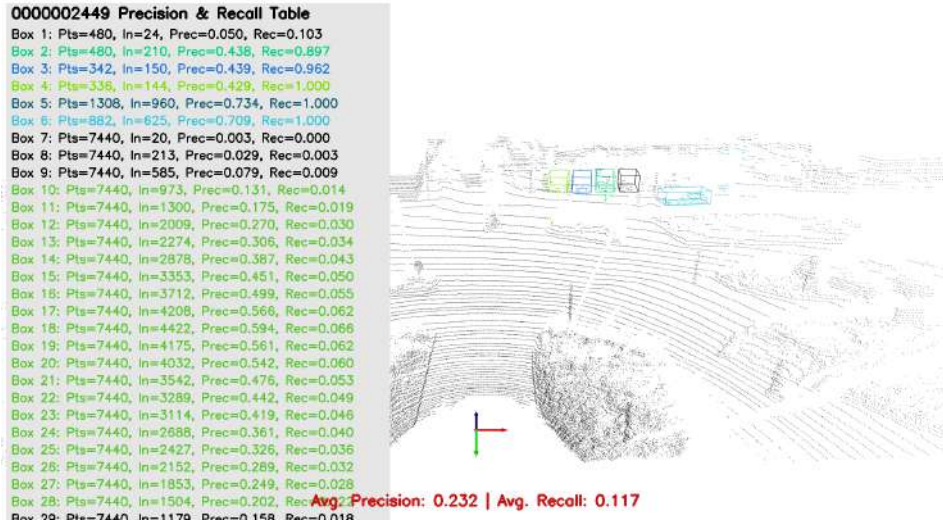 0000002449 Precision & Recall Table
Box 1: Pts=480, In=24, Prec=0.050, Rec=0.103
Box 2: Pts=480, In=210, Prec=0.438, Rec=0.897
Box 3: Pts=342, In=150, Prec=0.439, Rec=0.962
Box 4: Pts=336, In=144, Prec=0.429, Rec=1.000
Box 5: Pts=1308, In=960, Prec=0.734, Rec=1.000
Box 6: Pts=882, In=625, Prec=0.709, Rec=1.000
Box 7: Pts=7440, In=20, Prec=0.003, Rec=0.000
Box 8: Pts=7440, In=213, Prec=0.029, Rec=0.003
Box 9: Pts=7440, In=585, Prec=0.079, Rec=0.009
Box 10: Pts=7440, In=973, Prec=0.131, Rec=0.014
Box 11: Pts=7440, In=1300, Prec=0.175, Rec=0.019
Box 12: Pts=7440, In=2009, Prec=0.270, Rec=0.030
Box 13: Pts=7440, In=2274, Prec=0.306, Rec=0.034
Box 14: Pts=7440, In=2878, Prec=0.387, Rec=0.043
Box 15: Pts=7440, In=3353, Prec=0.451, Rec=0.050
Box 16: Pts=7440, In=3712, Prec=0.499, Rec=0.055
Box 17: Pts=7440, In=4208, Prec=0.566, Rec=0.062
Box 18: Pts=7440, In=4422, Prec=0.594, Rec=0.066
Box 19: Pts=7440, In=4175, Prec=0.561, Rec=0.062
Box 20: Pts=7440, In=4032, Prec=0.542, Rec=0.060
Box 21: Pts=7440, In=3542, Prec=0.476, Rec=0.053
Box 22: Pts=7440, In=3289, Prec=0.442, Rec=0.049
Box 23: Pts=7440, In=3114, Prec=0.419, Rec=0.046
Box 24: Pts=7440, In=2688, Prec=0.361, Rec=0.040
Box 25: Pts=7440, In=2427, Prec=0.326, Rec=0.036
Box 26: Pts=7440, In=2152, Prec=0.289, Rec=0.032
Box 27: Pts=7440, In=1853, Prec=0.249, Rec=0.028
Box 28: Pts=7440, In=1504, Prec=0.202,
Avg. Precision: 0.232 | Avg. Recall: 0.117
Box 29: Pts=7440, In=1179, Prec=0.158, Rec=0.018